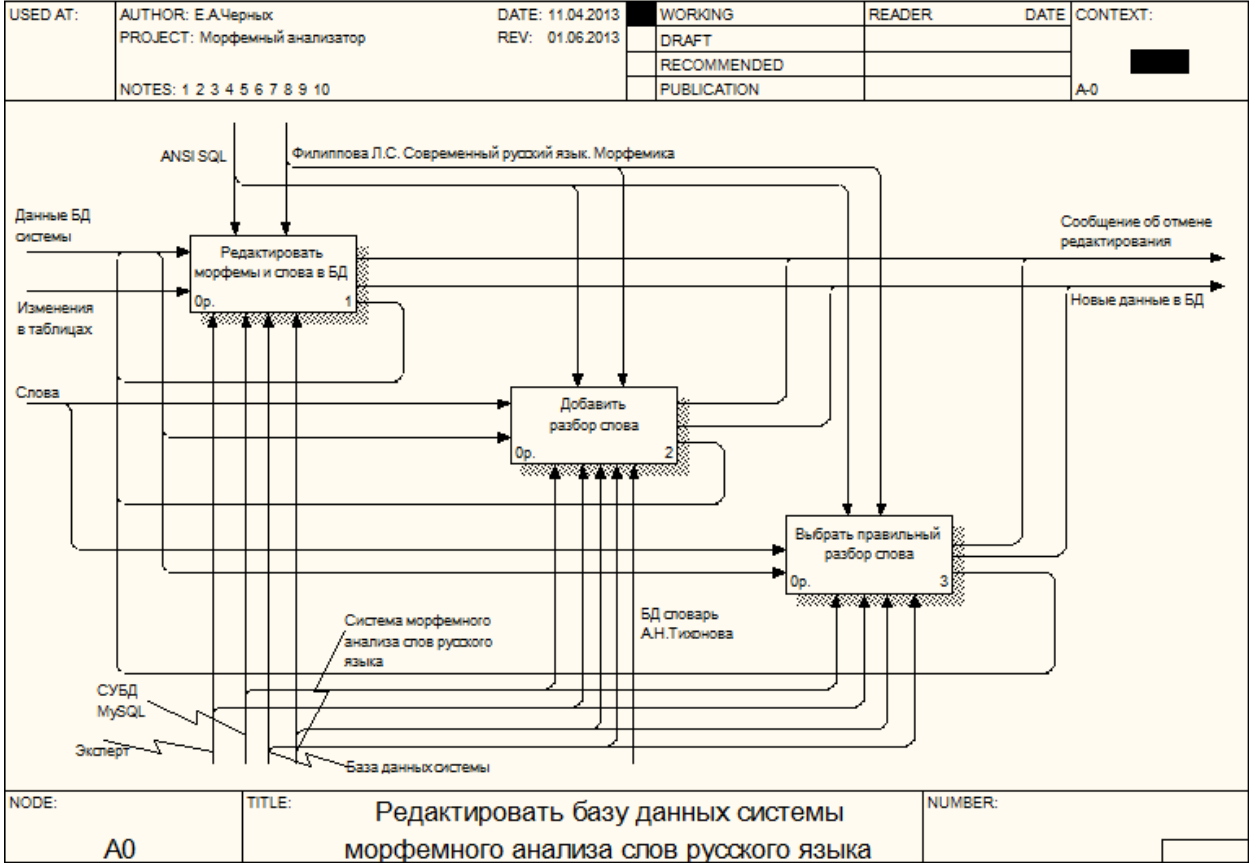 USED AT:
AUTHOR: Е.А.Черных
DATE: 11.04.2013
WORKING
READER
DATE
CONTEXT:
PROJECT: Морфемный анализатор
REV: 01.06.2013
DRAFT
RECOMMENDED
NOTES: 1 2 3 4 5 6 7 8 9 10
PUBLICATION
A-0
ANSI SQL
Филиппова Л.С. Современный русский язык. Морфемика
Данные БД
системы
Сообщение об отмене
редактирования
Редактировать
морфемы и слова в БД
0р.
1
Изменения
в таблицах
Новые данные в БД
Слова
Добавить
разбор слова
0р.
2
Выбрать правильный
разбор слова
0р.
3
Система морфемного
анализа слов русского
языка
БД словарь
А.Н.Тихонова
СУБД
MySQL
Эксперт
База данных системы
NODE:
TITLE:
NUMBER:
A0
Редактировать базу данных системы
морфемного анализа слов русского языка